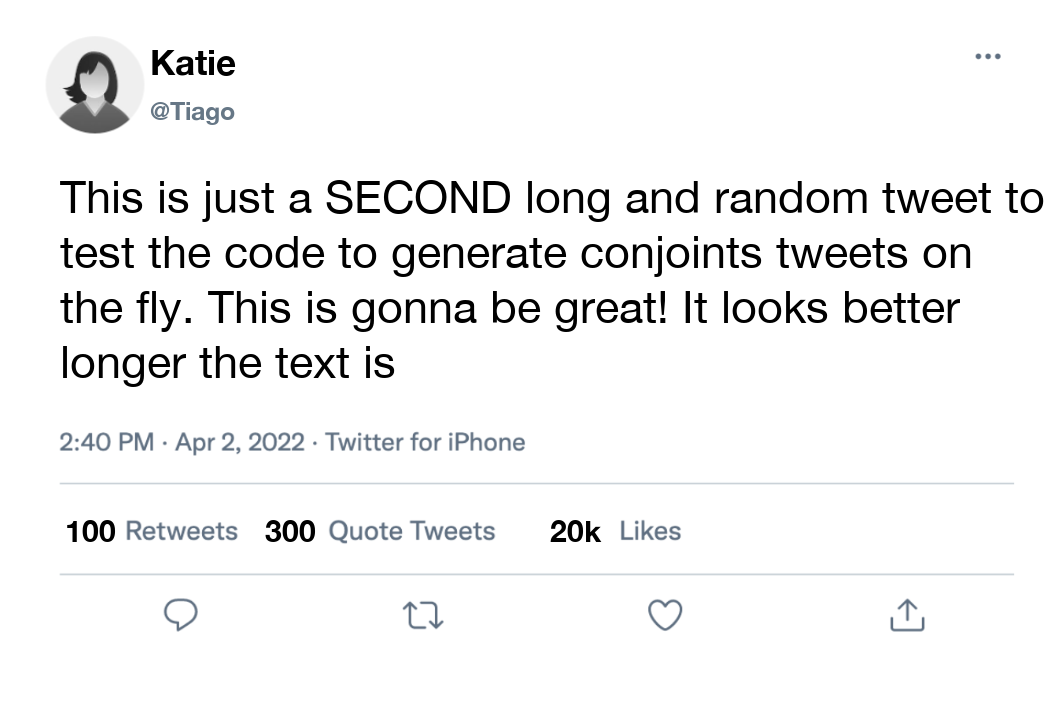 Katie
@Tiago
This is just a SECOND long and random tweet to
test the code to generate conjoints tweets on
the fly. This is gonna be great! It looks better
longer the text is
2:40 PM · Apr 2, 2022 · Twitter for iPhone
100 Retweets 300 Quote Tweets 20k Likes